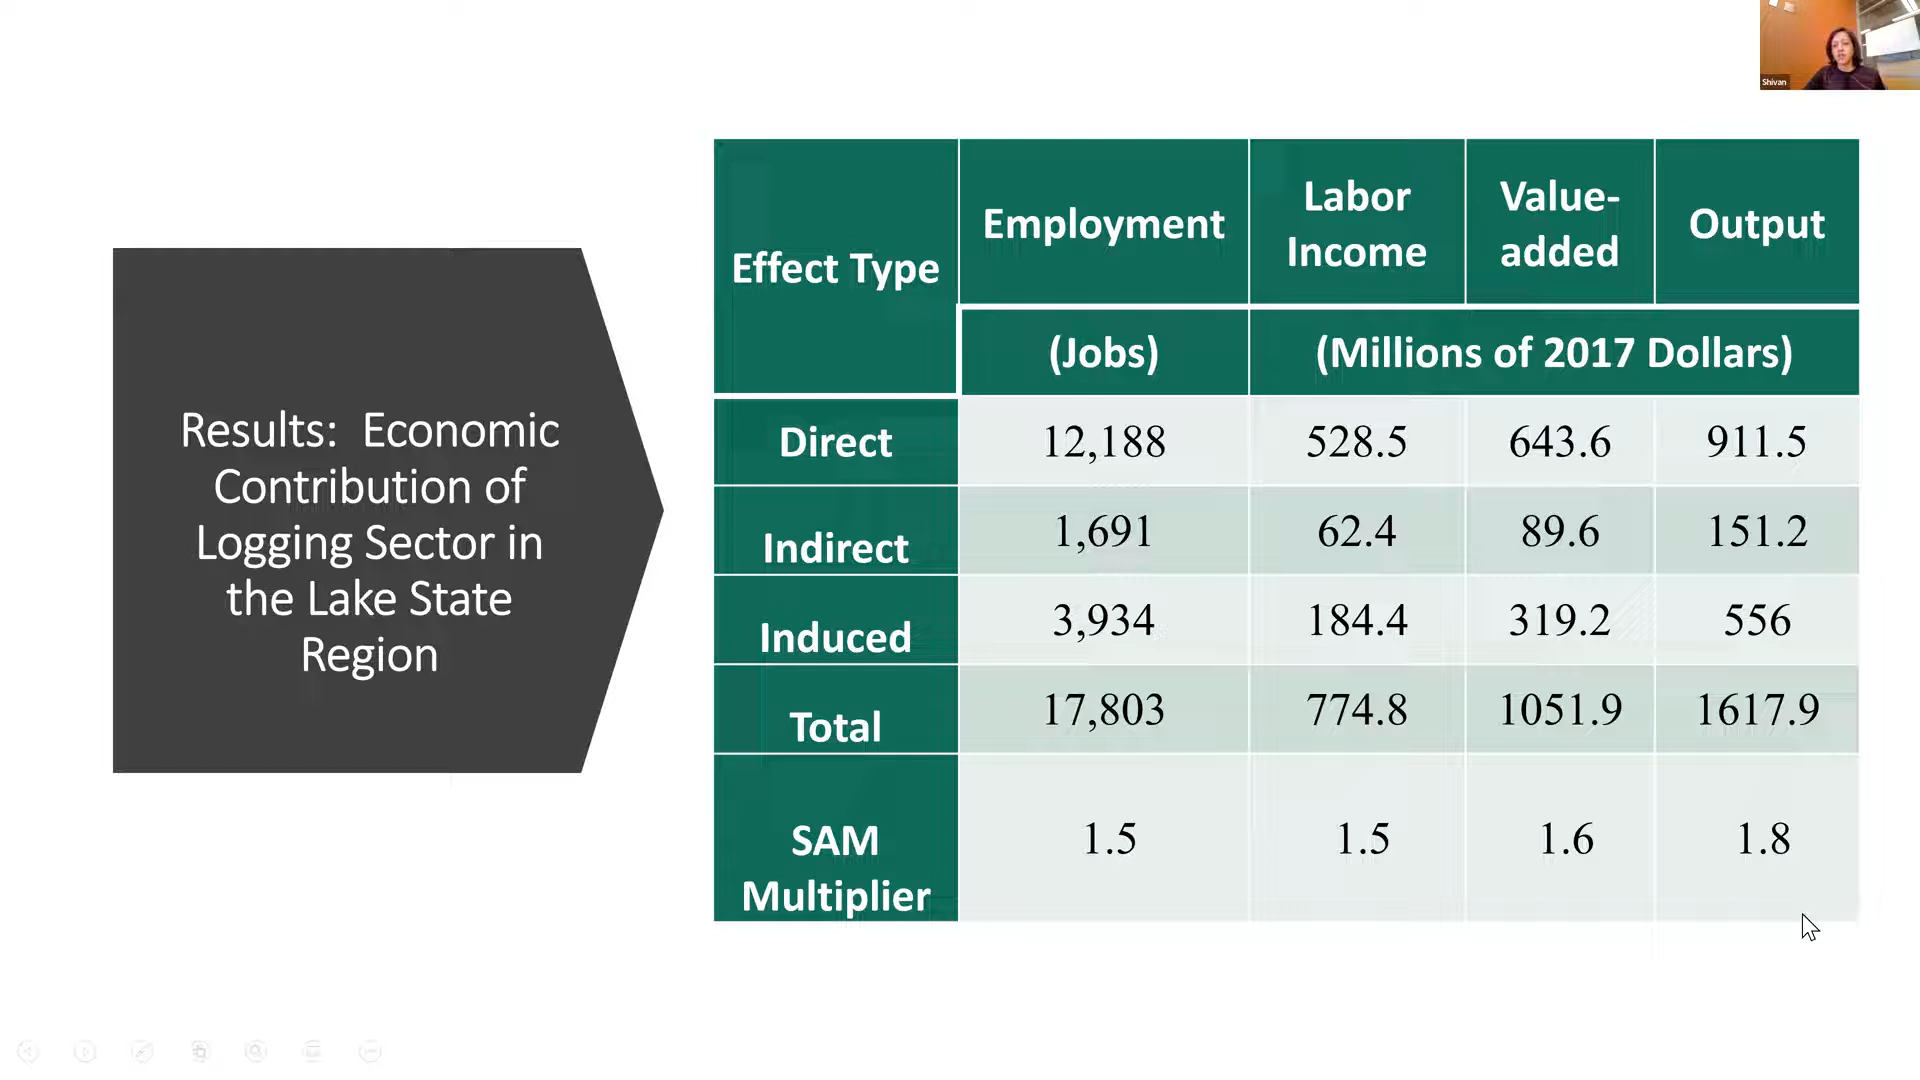 Shivan
Results:  Economic
Contribution of
Logging Sector in
the Lake State
Region
Effect Type
Employment
Labor
Income
Value-
added
Output
(Jobs)
(Millions of 2017 Dollars)
Direct
12,188
528.5
643.6
911.5
Indirect
1,691
62.4
89.6
151.2
Induced
3,934
184.4
319.2
556
Total
17,803
774.8
1051.9
1617.9
SAM
Multiplier
1.5
1.5
1.6
1.8